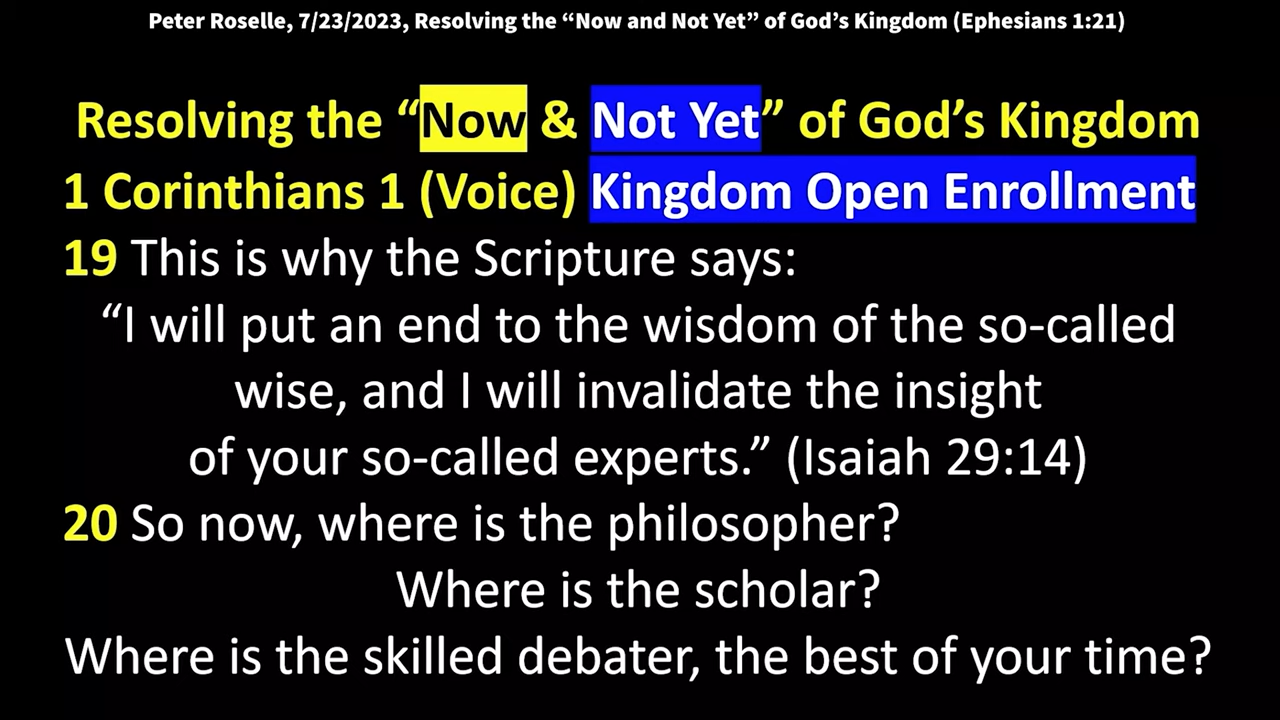 Peter Roselle, 7/23/2023, Resolving the “Now and Not Yet” of God’s Kingdom (Ephesians 1:21)
Resolving the “Now & Not Yet” of God’s Kingdom
1 Corinthians 1 (Voice) Kingdom Open Enrollment
19 This is why the Scripture says:
“I will put an end to the wisdom of the so-called
wise, and I will invalidate the insight
of your so-called experts.” (Isaiah 29:14)
20 So now, where is the philosopher?
Where is the scholar?
Where is the skilled debater, the best of your time?